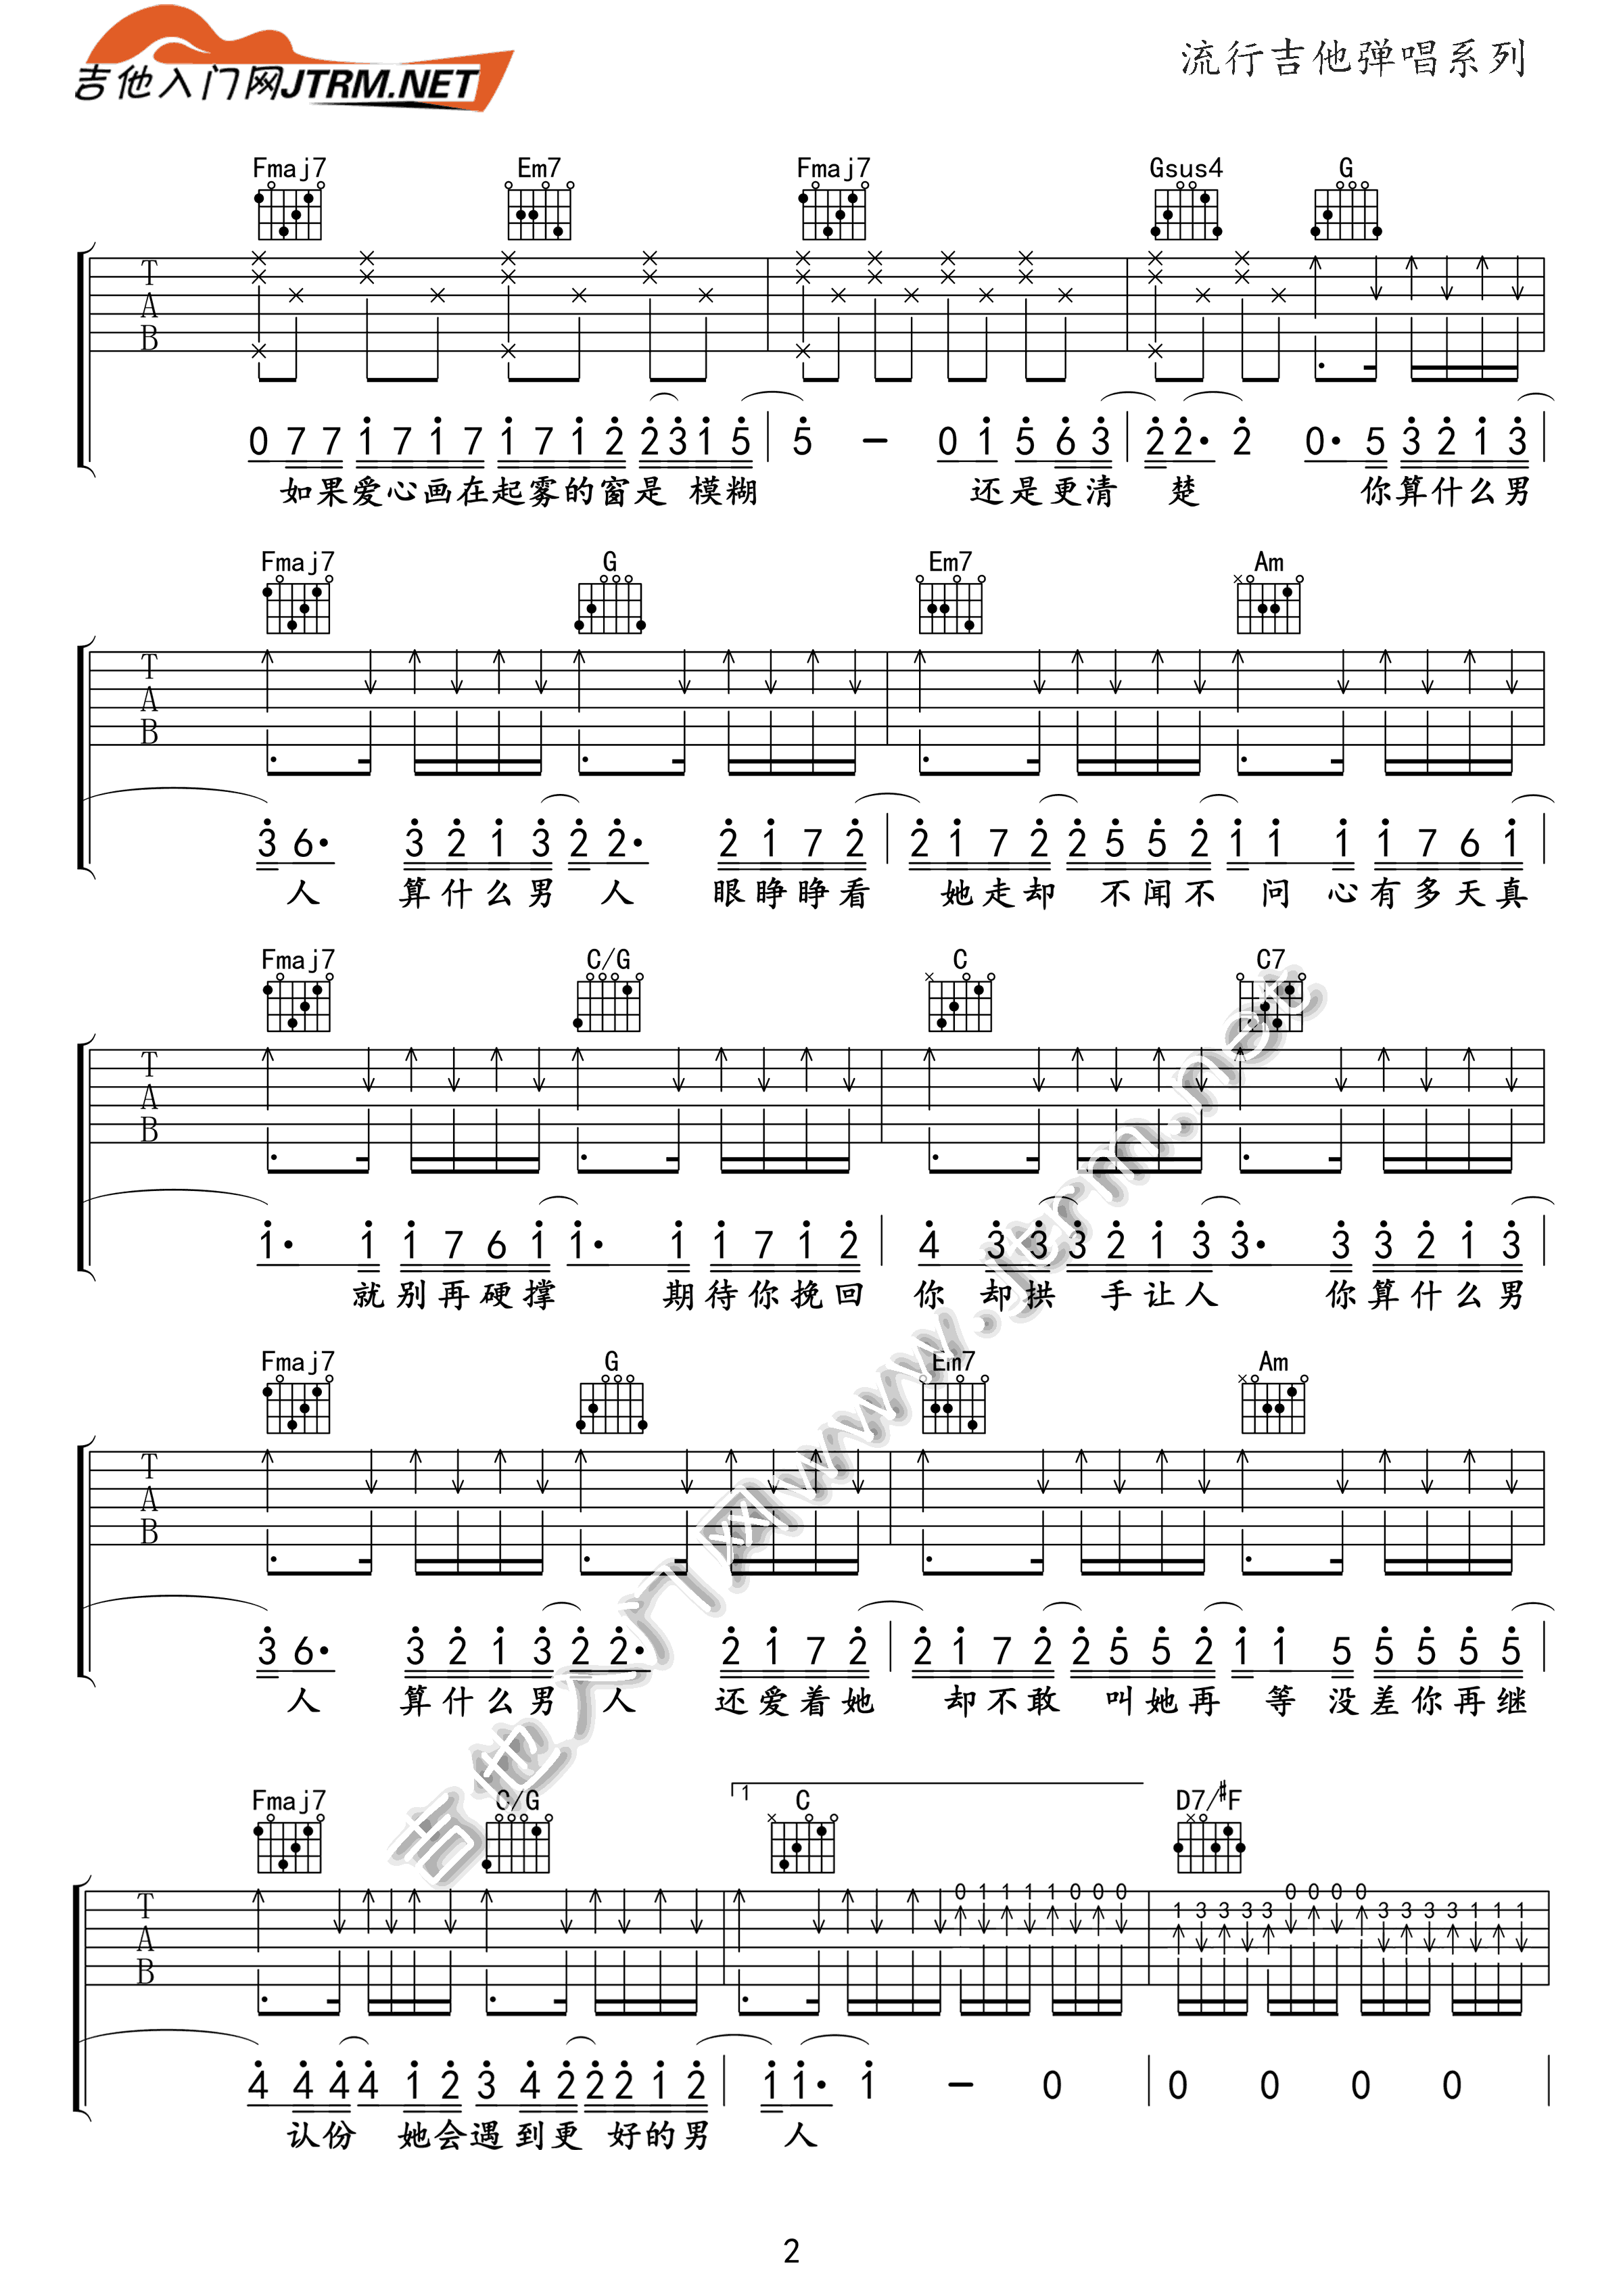 吉他入门网JTRM.NET
流行吉他弹唱系列
Fmaj7 Em7 Fmaj7 Gsus4 G
T
A
B
0 7 7 1 7 1 7 1 7 1 2 2 3 1 5 | 5 - 0 1 5 6 3 | 2 2· 2 0· 5 3 2 1 3 |
如果爱心画在起雾的窗是 模糊 还是更清 楚 你算什么男
Fmaj7 G Em7 Am
T
A
B
3 6· 3 2 1 3 2 2· 2 1 7 2 | 2 1 7 2 2 5 5 2 1 1 1 1 7 6 1 |
人 算什么男 人 眼睁睁看 她走却 不闻不 问 心有多天真
Fmaj7 C/G C C7
T
A
B
1· 1 1 7 6 1 1· 1 1 7 1 2 | 4 3 3 3 2 1 3 3· 3 3 2 1 3 |
就别再硬撑 期待你挽回 你 却拱 手让人 你算什么男
Fmaj7 G Em7 Am
T
A
B
3 6· 3 2 1 3 2 2· 2 1 7 2 | 2 1 7 2 2 5 5 2 1 1 5 5 5 5 5 |
人 算什么男 人 还爱着她 却不敢 叫她再 等 没差你再继
Fmaj7 C/G 1 C D7/#F
0 1 1 1 1 0 0 0 1 3 3 3 3 0 0 0 0 3 3 3 3 1 1 1
T
A
B
4 4 4 4 1 2 3 4 2 2 2 1 2 | 1 1· 1 - 0 | 0 0 0 0 |
认份 她会遇到更 好的男 人
吉他入门网www.jtrm.net
2